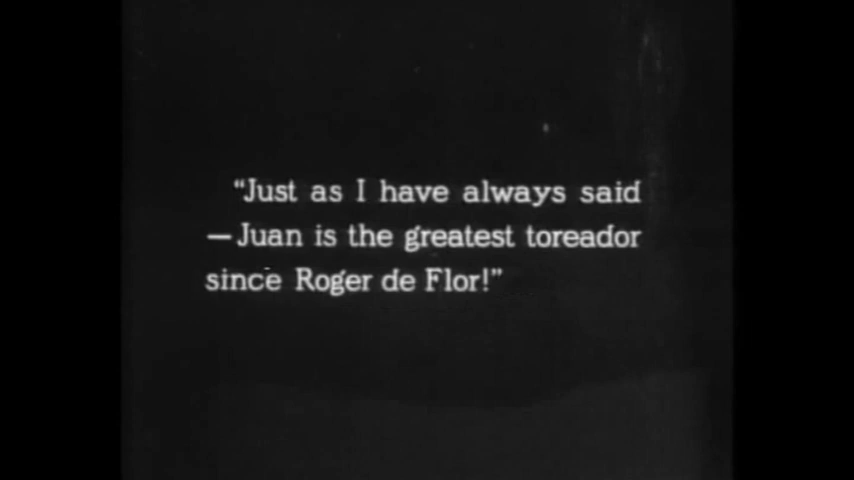 “Just as I have always said
—Juan is the greatest toreador
since Roger de Flor!”